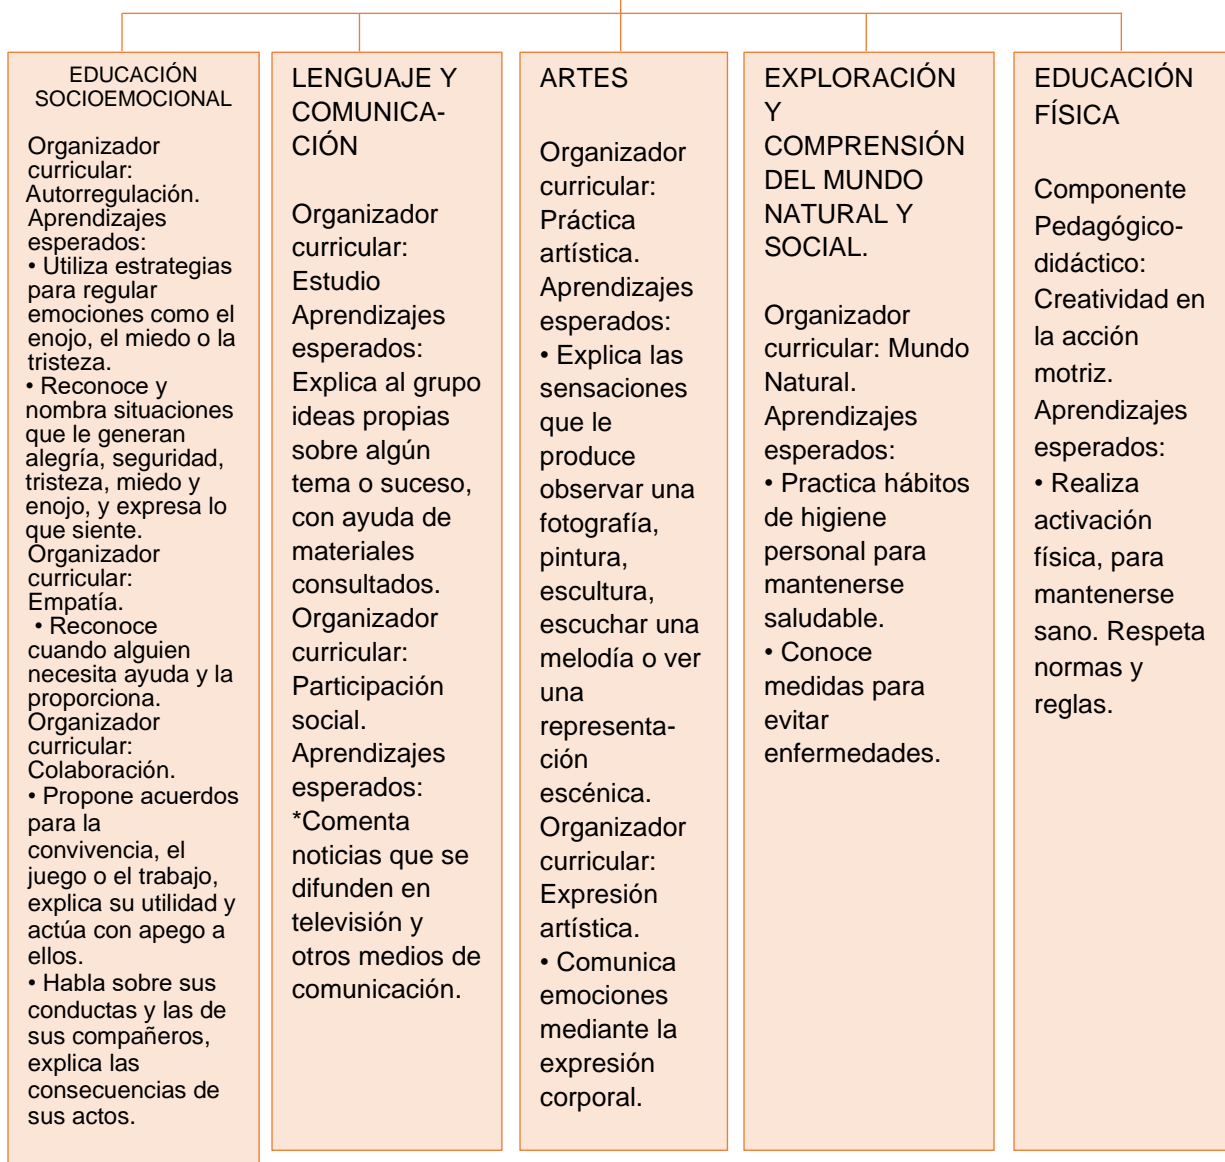 EDUCACIÓN
SOCIOEMOCIONAL
Organizador
curricular:
Autorregulación.
Aprendizajes
esperados:
• Utiliza estrategias
para regular
emociones como el
enojo, el miedo o la
tristeza.
• Reconoce y
nombra situaciones
que le generan
alegría, seguridad,
tristeza, miedo y
enojo, y expresa lo
que siente.
Organizador
curricular:
Empatía.
• Reconoce
cuando alguien
necesita ayuda y la
proporciona.
Organizador
curricular:
Colaboración.
• Propone acuerdos
para la
convivencia, el
juego o el trabajo,
explica su utilidad y
actúa con apego a
ellos.
• Habla sobre sus
conductas y las de
sus compañeros,
explica las
consecuencias de
sus actos.
LENGUAJE Y
COMUNICA-
CIÓN
Organizador
curricular:
Estudio
Aprendizajes
esperados:
Explica al grupo
ideas propias
sobre algún
tema o suceso,
con ayuda de
materiales
consultados.
Organizador
curricular:
Participación
social.
Aprendizajes
esperados:
*Comenta
noticias que se
difunden en
televisión y
otros medios de
comunicación.
ARTES
Organizador
curricular:
Práctica
artística.
Aprendizajes
esperados:
• Explica las
sensaciones
que le
produce
observar una
fotografía,
pintura,
escultura,
escuchar una
melodía o ver
una
representa-
ción
escénica.
Organizador
curricular:
Expresión
artística.
• Comunica
emociones
mediante la
expresión
corporal.
EXPLORACIÓN
Y
COMPRENSIÓN
DEL MUNDO
NATURAL Y
SOCIAL.
Organizador
curricular: Mundo
Natural.
Aprendizajes
esperados:
• Practica hábitos
de higiene
personal para
mantenerse
saludable.
• Conoce
medidas para
evitar
enfermedades.
EDUCACIÓN
FÍSICA
Componente
Pedagógico-
didáctico:
Creatividad en
la acción
motriz.
Aprendizajes
esperados:
• Realiza
activación
física, para
mantenerse
sano. Respeta
normas y
reglas.